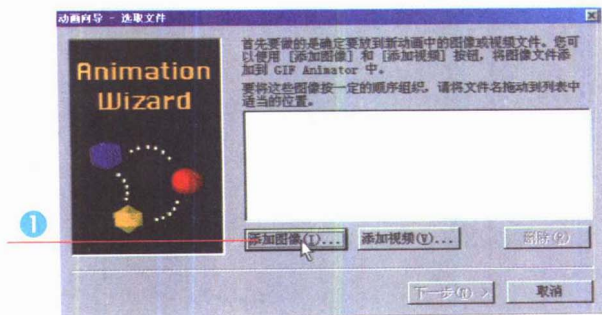 动画向导 - 选取文件
Animation
Wizard
首先要做的是确定要放到新动画中的图像或视频文件。您可
以使用 [添加图像] 和 [添加视频] 按钮，将图像文件添
加到 GIF Animator 中。
要将这些图像按一定的顺序组织，请将文件名拖动到列表中
适当的位置。
1
添加图像(I)...
添加视频(V)...
删除(R)
下一步(N) >
取消